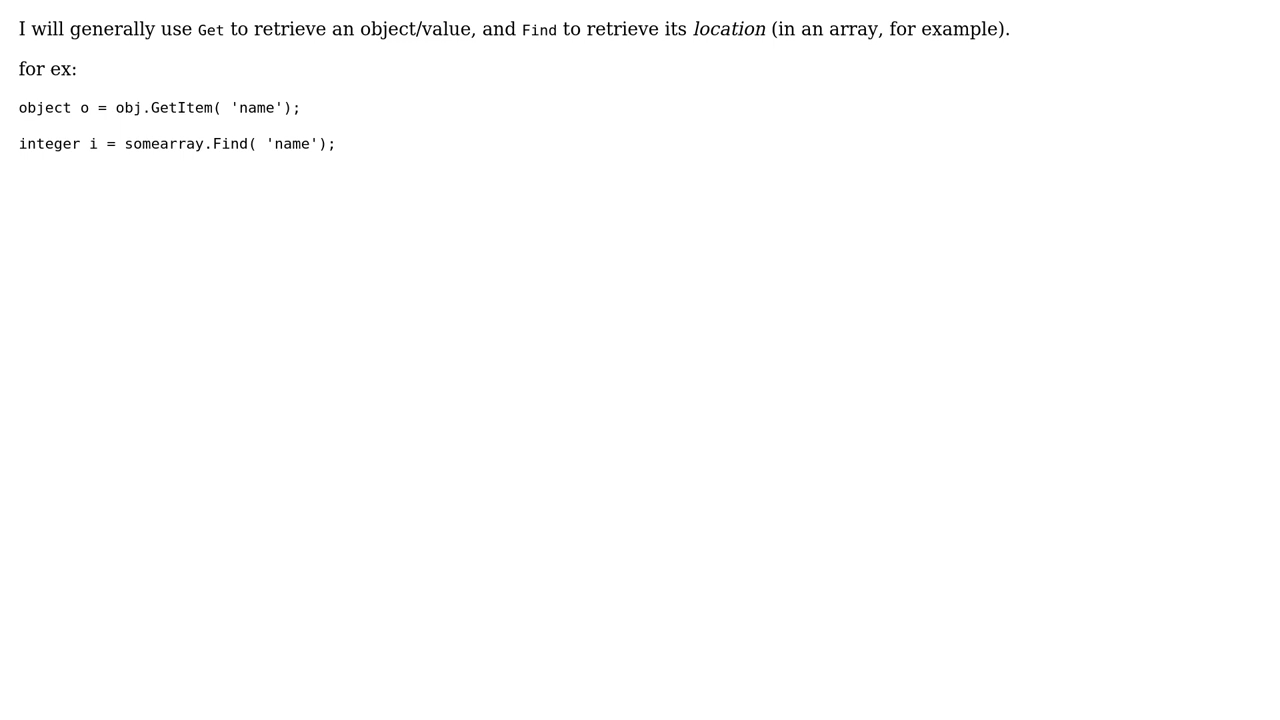 I will generally use Get to retrieve an object/value, and Find to retrieve its location (in an array, for example).
for ex:
object o = obj.GetItem( 'name');
integer i = somearray.Find( 'name');